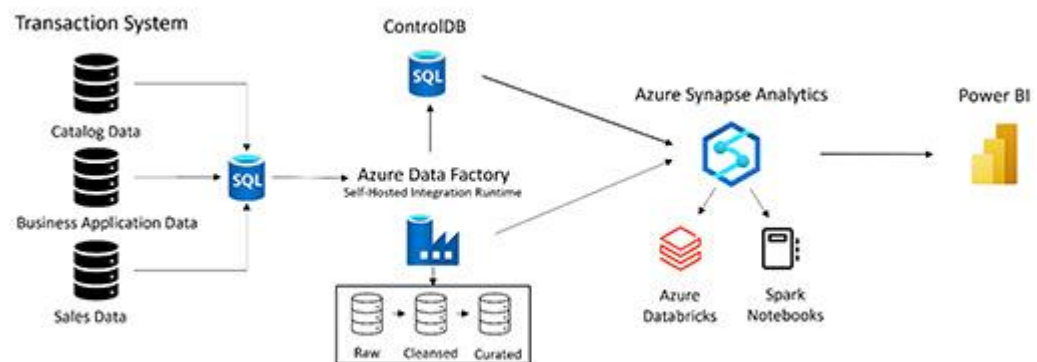 Transaction System
Catalog Data
Business Application Data
Sales Data
SQL
ControlDB
SQL
Azure Data Factory
Self-Hosted Integration Runtime
Raw
Cleansed
Curated
Azure Synapse Analytics
Azure
Databricks
Spark
Notebooks
Power BI